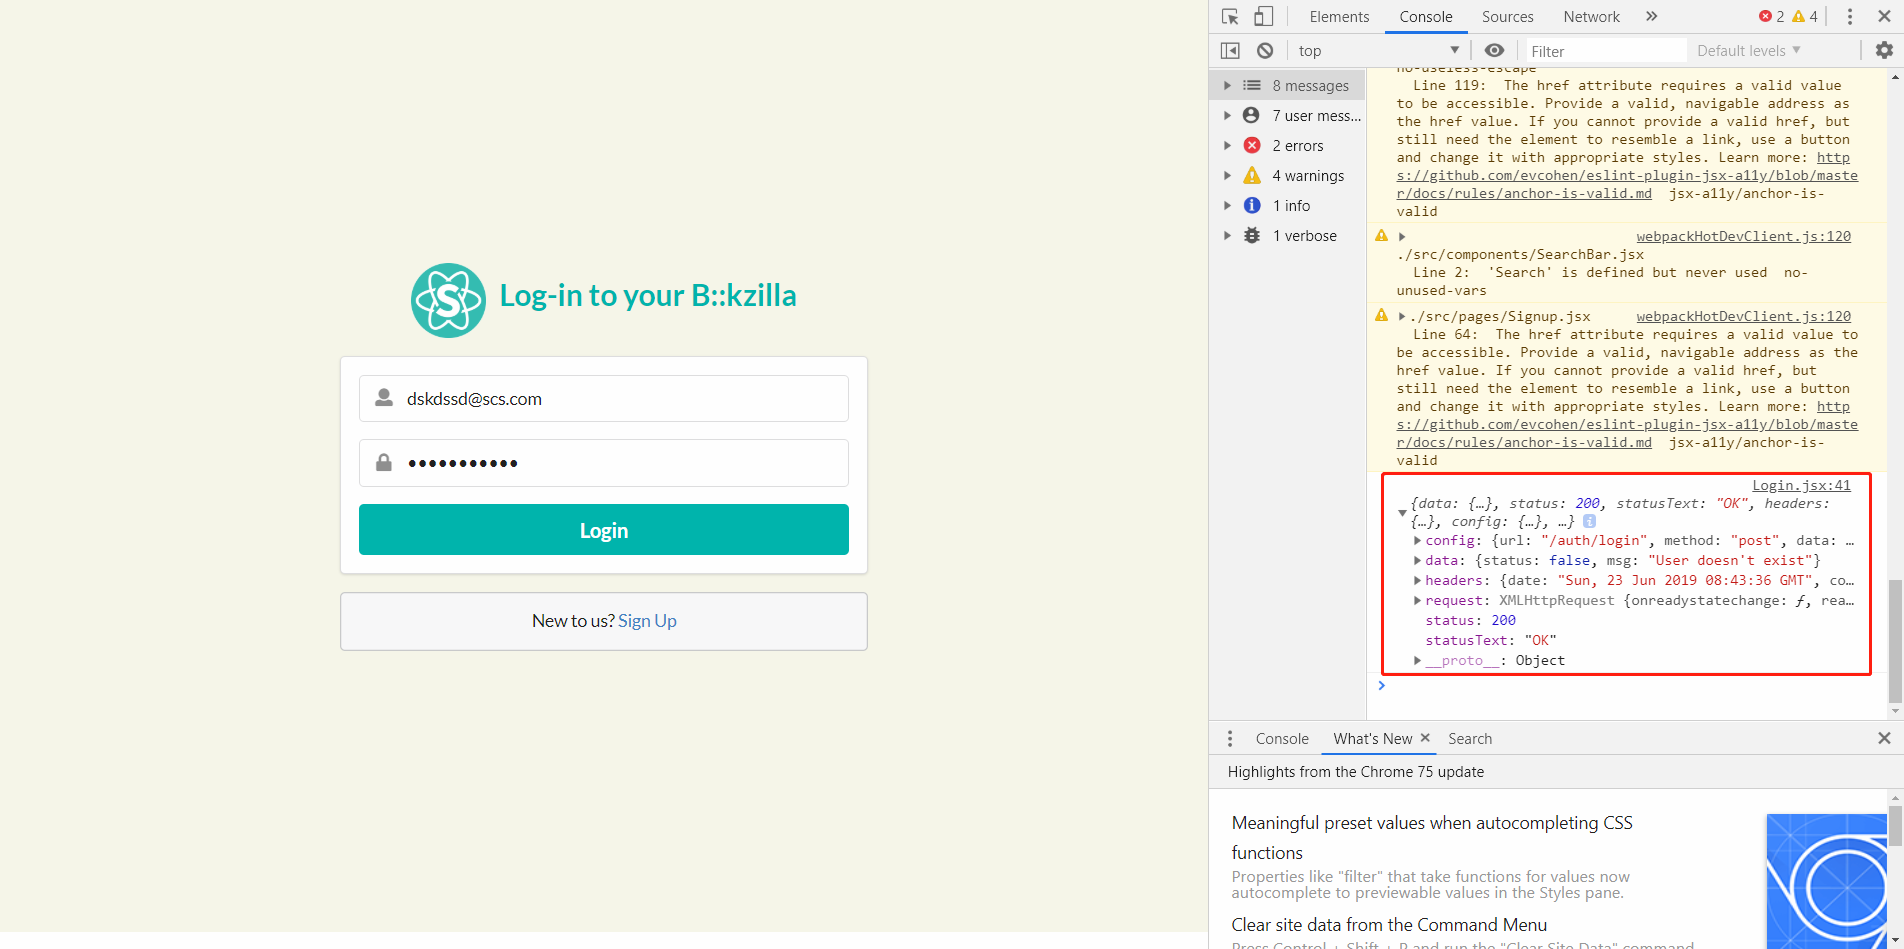 Log-in to your B::kzilla
dskdssd@scs.com
•••••••••••
Login
New to us? Sign Up
Elements Console Sources Network » 2 4
top Filter Default levels
8 messages
7 user mess...
2 errors
4 warnings
1 info
1 verbose
no-useless-escape
Line 119: The href attribute requires a valid value
to be accessible. Provide a valid, navigable address as
the href value. If you cannot provide a valid href, but
still need the element to resemble a link, use a button
and change it with appropriate styles. Learn more: http
s://github.com/evcohen/eslint-plugin-jsx-a11y/blob/maste
r/docs/rules/anchor-is-valid.md jsx-a11y/anchor-is-
valid
webpackHotDevClient.js:120
./src/components/SearchBar.jsx
Line 2: 'Search' is defined but never used no-
unused-vars
./src/pages/Signup.jsx webpackHotDevClient.js:120
Line 64: The href attribute requires a valid value to
be accessible. Provide a valid, navigable address as the
href value. If you cannot provide a valid href, but
still need the element to resemble a link, use a button
and change it with appropriate styles. Learn more: http
s://github.com/evcohen/eslint-plugin-jsx-a11y/blob/maste
r/docs/rules/anchor-is-valid.md jsx-a11y/anchor-is-
valid
Login.jsx:41
{data: {…}, status: 200, statusText: "OK", headers:
{…}, config: {…}, …}
config: {url: "/auth/login", method: "post", data: …
data: {status: false, msg: "User doesn't exist"}
headers: {date: "Sun, 23 Jun 2019 08:43:36 GMT", co…
request: XMLHttpRequest {onreadystatechange: ƒ, rea…
status: 200
statusText: "OK"
__proto__: Object
Console What's New Search
Highlights from the Chrome 75 update
Meaningful preset values when autocompleting CSS
functions
Properties like "filter" that take functions for values now
autocomplete to previewable values in the Styles pane.
Clear site data from the Command Menu
Press Control + Shift + P and run the "Clear Site Data" command